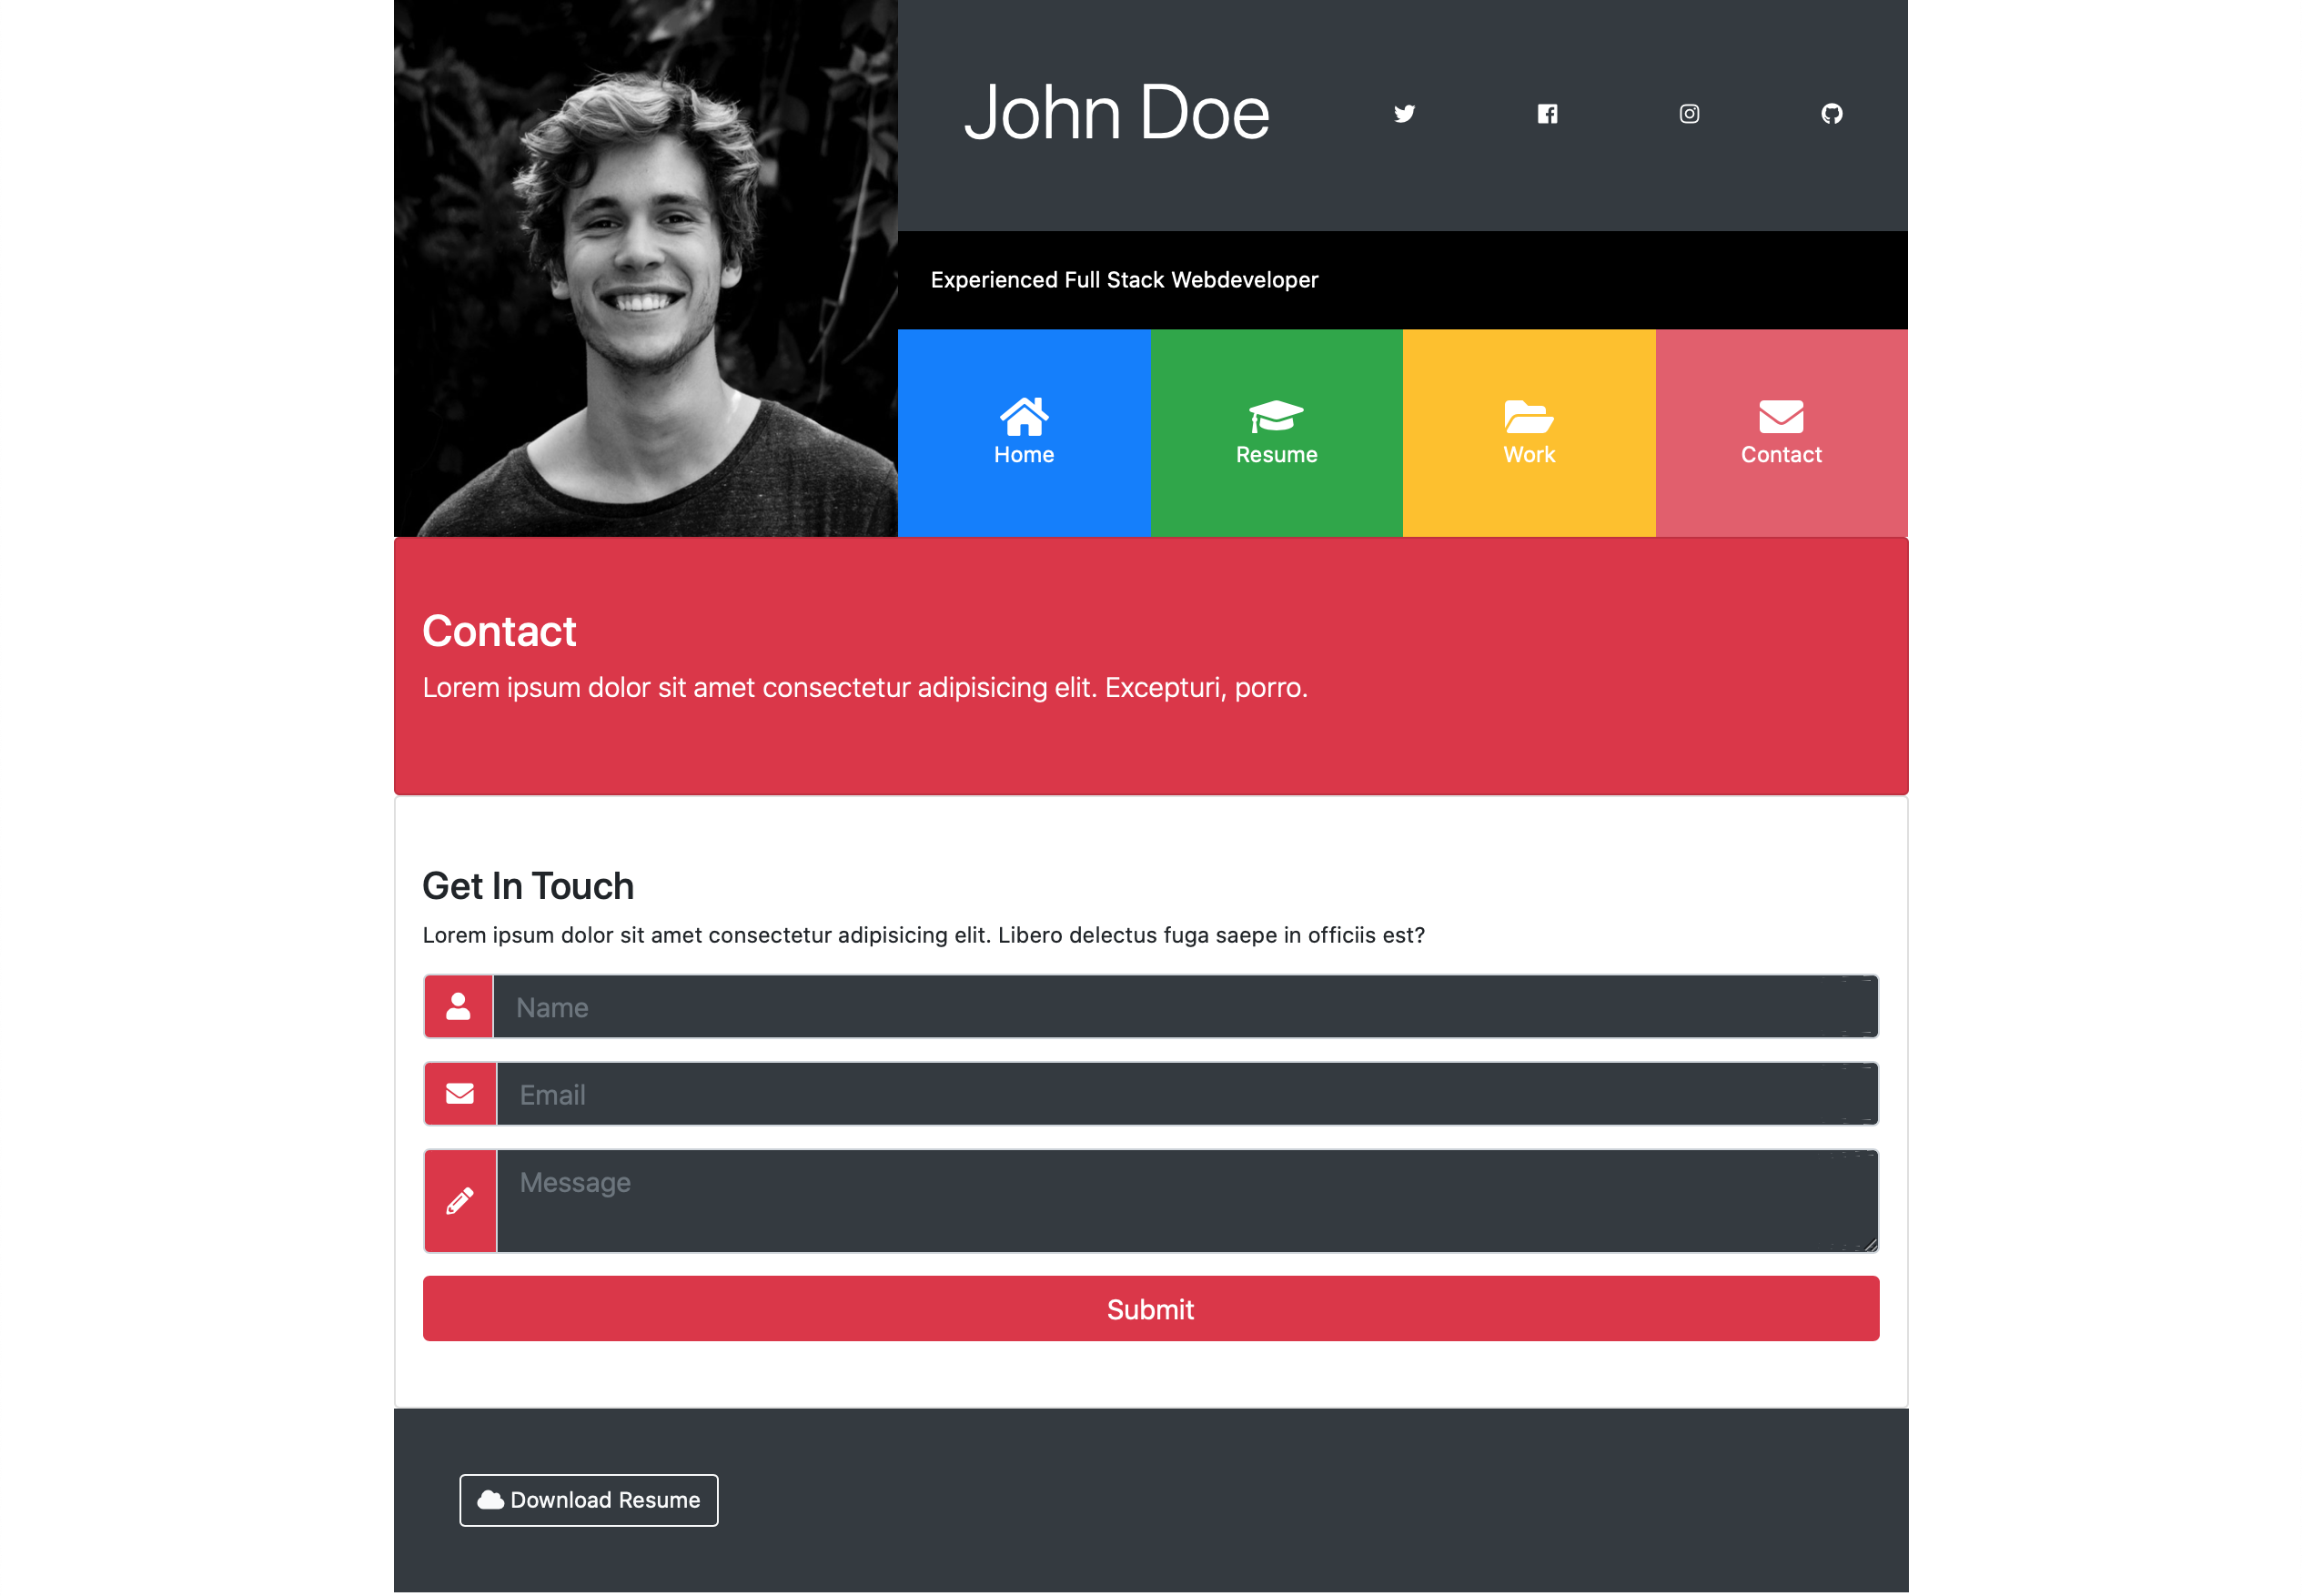 John Doe
Experienced Full Stack Webdeveloper
Home
Resume
Work
Contact
Contact
Lorem ipsum dolor sit amet consectetur adipisicing elit. Excepturi, porro.
Get In Touch
Lorem ipsum dolor sit amet consectetur adipisicing elit. Libero delectus fuga saepe in officiis est?
Name
Email
Message
Submit
Download Resume